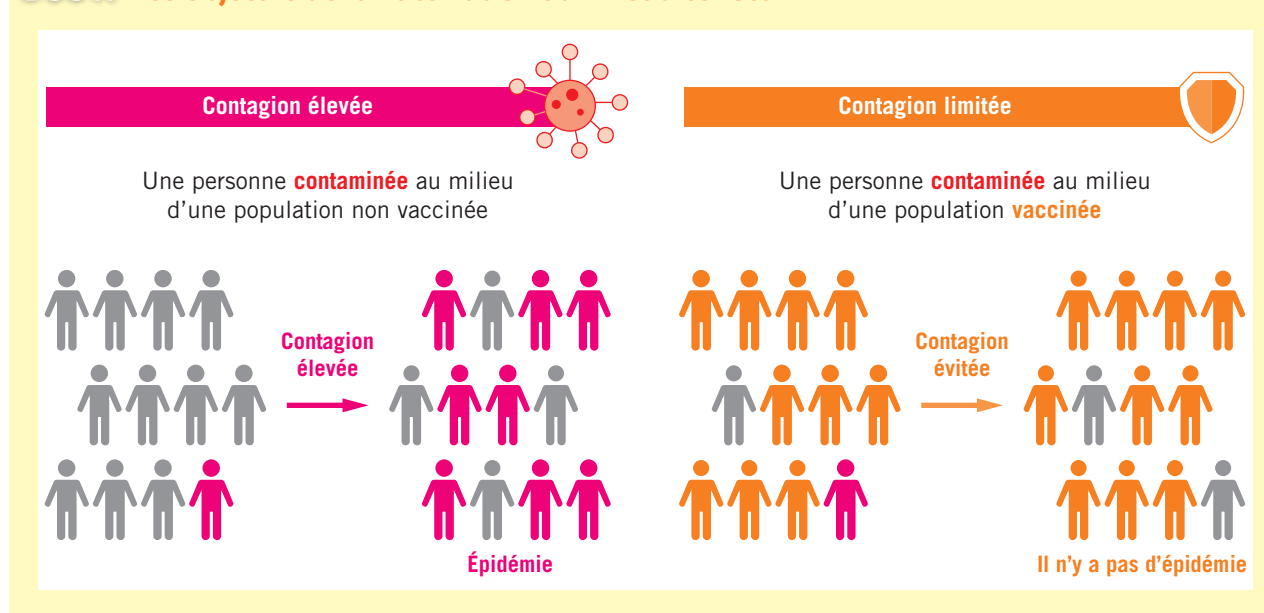 Contagion élevée
Une personne contaminée au milieu
d'une population non vaccinée
Contagion
élevée
Épidémie
Contagion limitée
Une personne contaminée au milieu
d'une population vaccinée
Contagion
évitée
Il n'y a pas d'épidémie